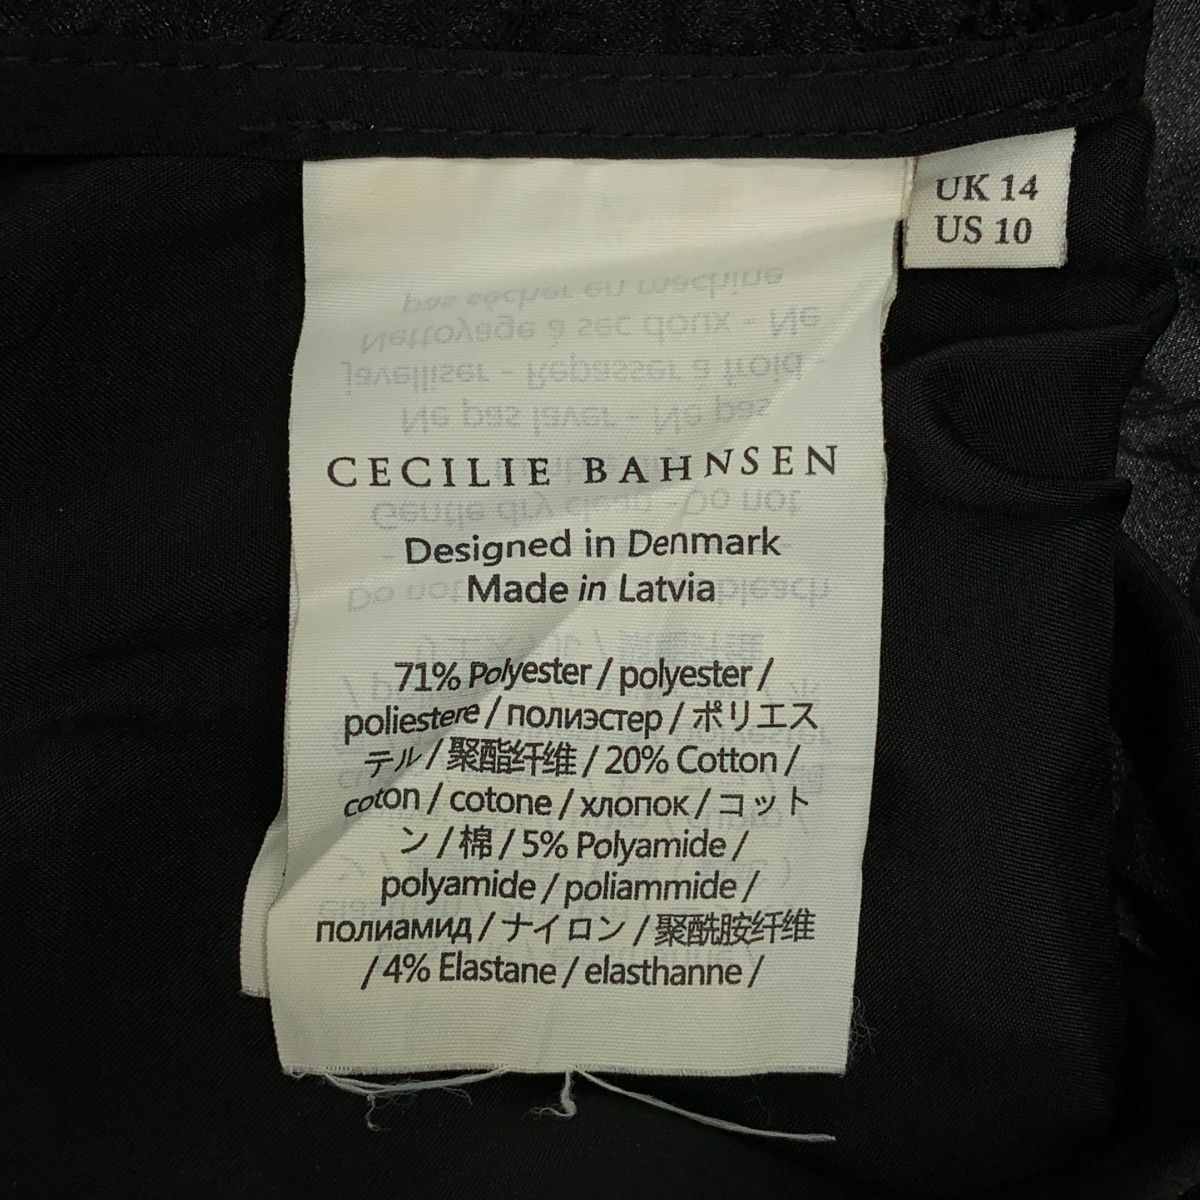 UK 14
US 10
CECILIE BAHNSEN
Designed in Denmark
Made in Latvia
71% Polyester / polyester /
poliestere / полиэстер / ポリエス
テル / 聚酯纤维 / 20% Cotton /
coton / cotone / хлопок / コット
ン / 棉 / 5% Polyamide /
polyamide / poliammide /
полиамид / ナイロン / 聚酰胺纤维
/ 4% Elastane / elasthanne /